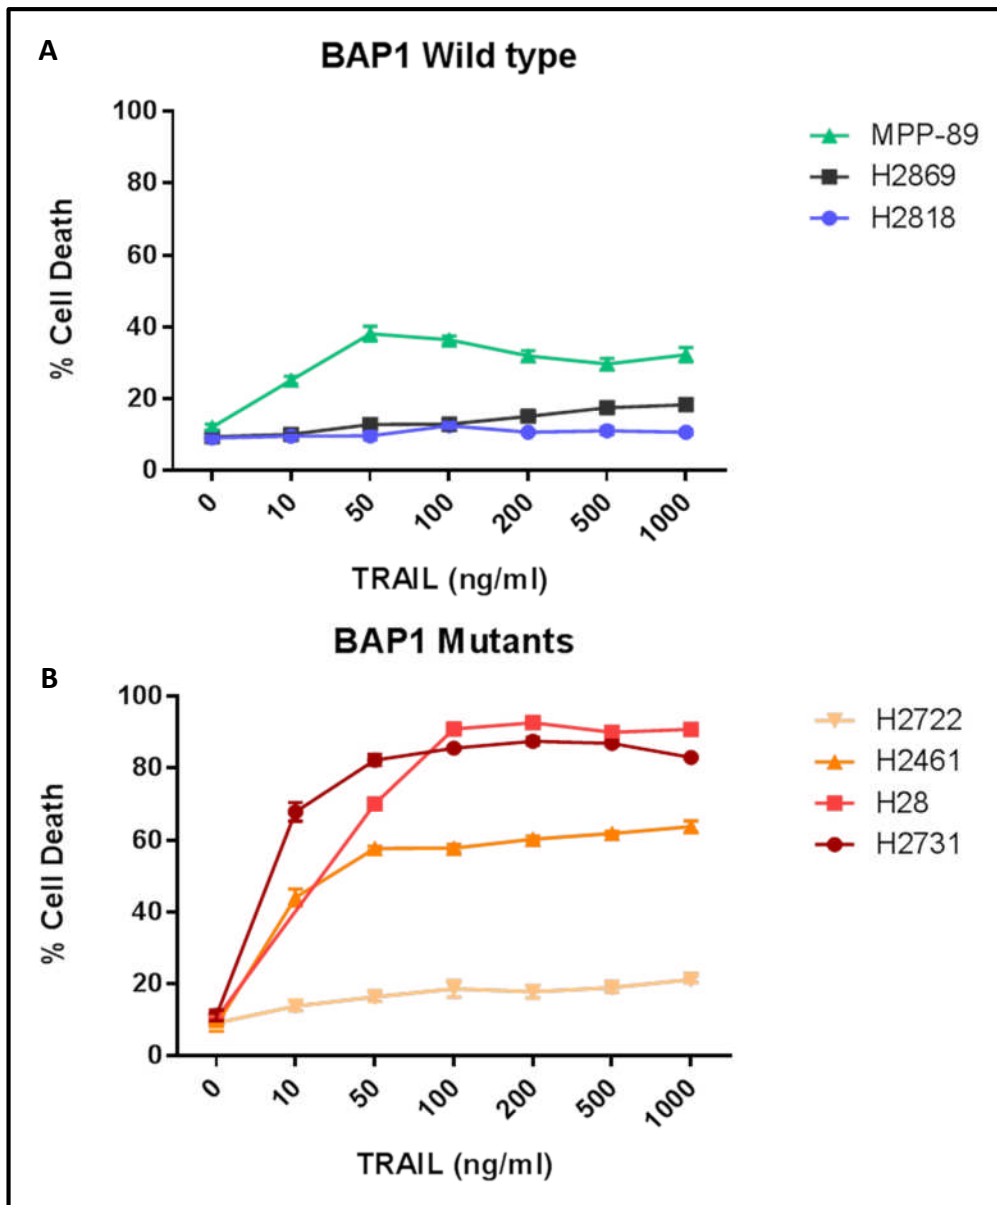 A
BAP1 Wild type
100
80
60
40
20
0
% Cell Death
0 10 50 100 200 500 1000
TRAIL (ng/ml)
MPP-89
H2869
H2818
B
BAP1 Mutants
100
80
60
40
20
0
% Cell Death
0 10 50 100 200 500 1000
TRAIL (ng/ml)
H2722
H2461
H28
H2731